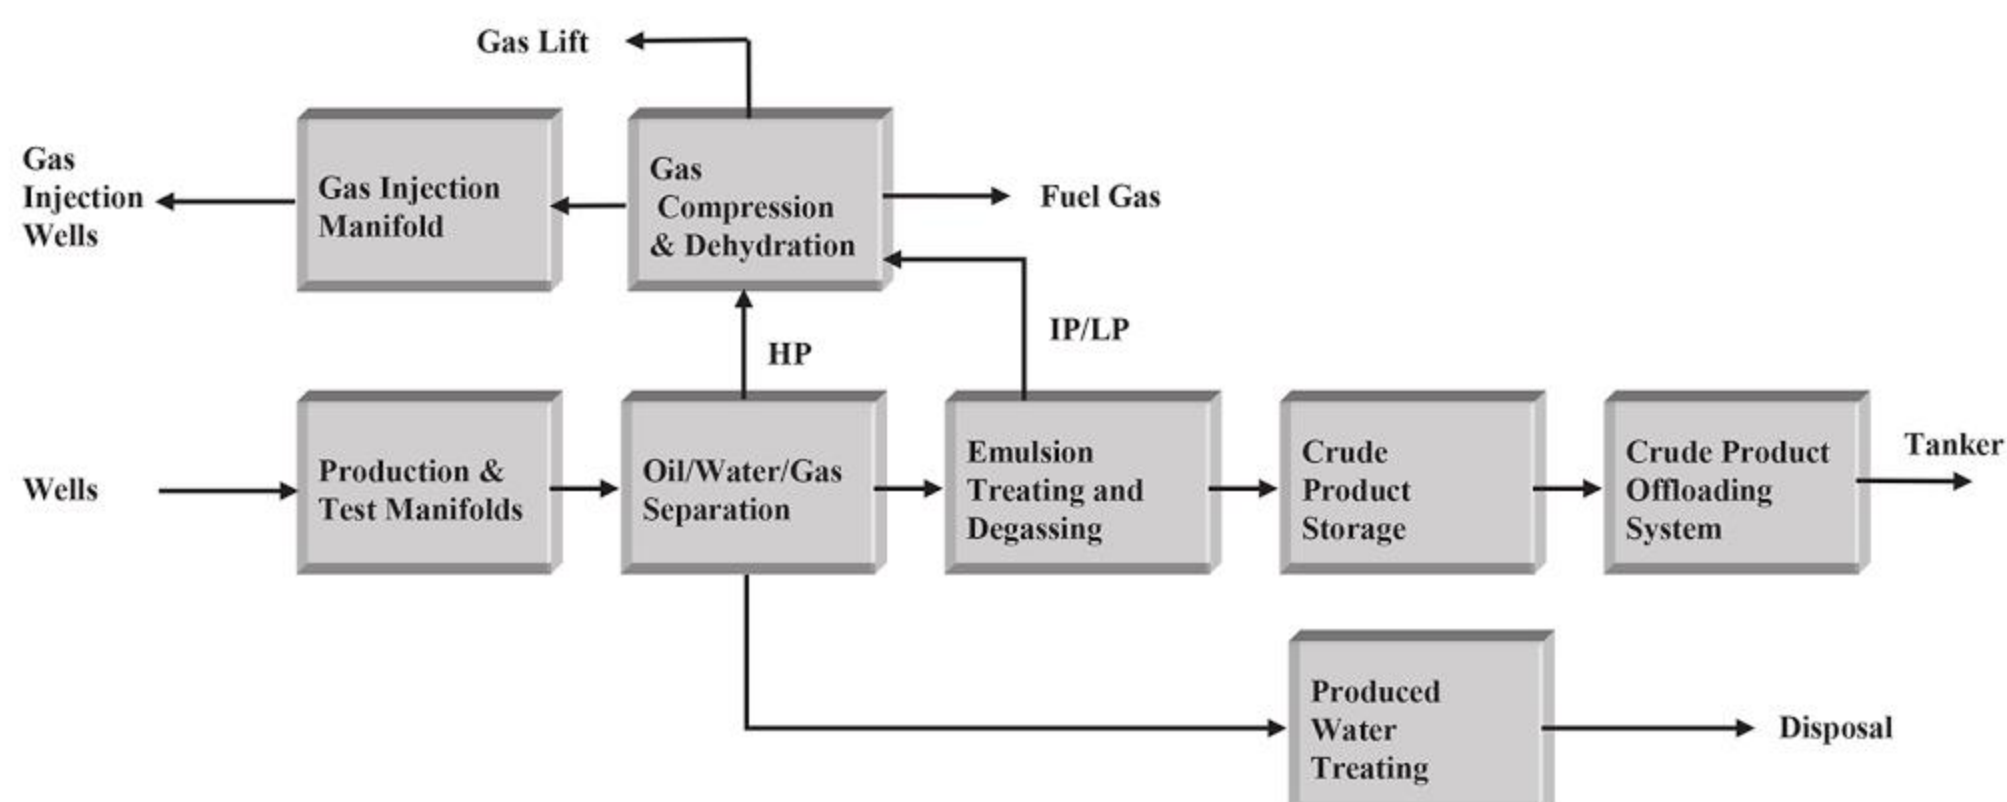 Gas Lift
Gas
Injection
Wells
Gas Injection
Manifold
Gas
Compression
& Dehydration
Fuel Gas
HP
IP/LP
Wells
Production &
Test Manifolds
Oil/Water/Gas
Separation
Emulsion
Treating and
Degassing
Crude
Product
Storage
Crude Product
Offloading
System
Tanker
Produced
Water
Treating
Disposal